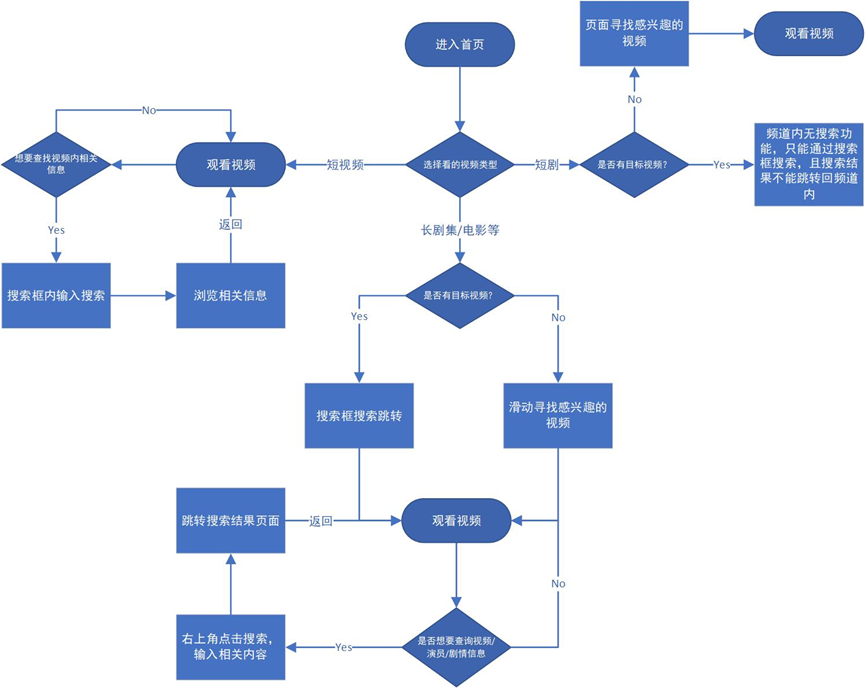 进入首页
页面寻找感兴趣的
视频
观看视频
No
No
想要查找视频内相关
信息
观看视频
短视频
选择看的视频类型
短剧
是否有目标视频?
Yes
频道内无搜索功
能，只能通过搜索
框搜索，且搜索结
果不能跳转回频道
内
Yes
返回
长剧集/电影等
搜索框内输入搜索
浏览相关信息
是否有目标视频?
Yes
No
搜索框搜索跳转
滑动寻找感兴趣的
视频
跳转搜索结果页面
返回
观看视频
No
右上角点击搜索，
输入相关内容
Yes
是否想要查询视频/
演员/剧情信息